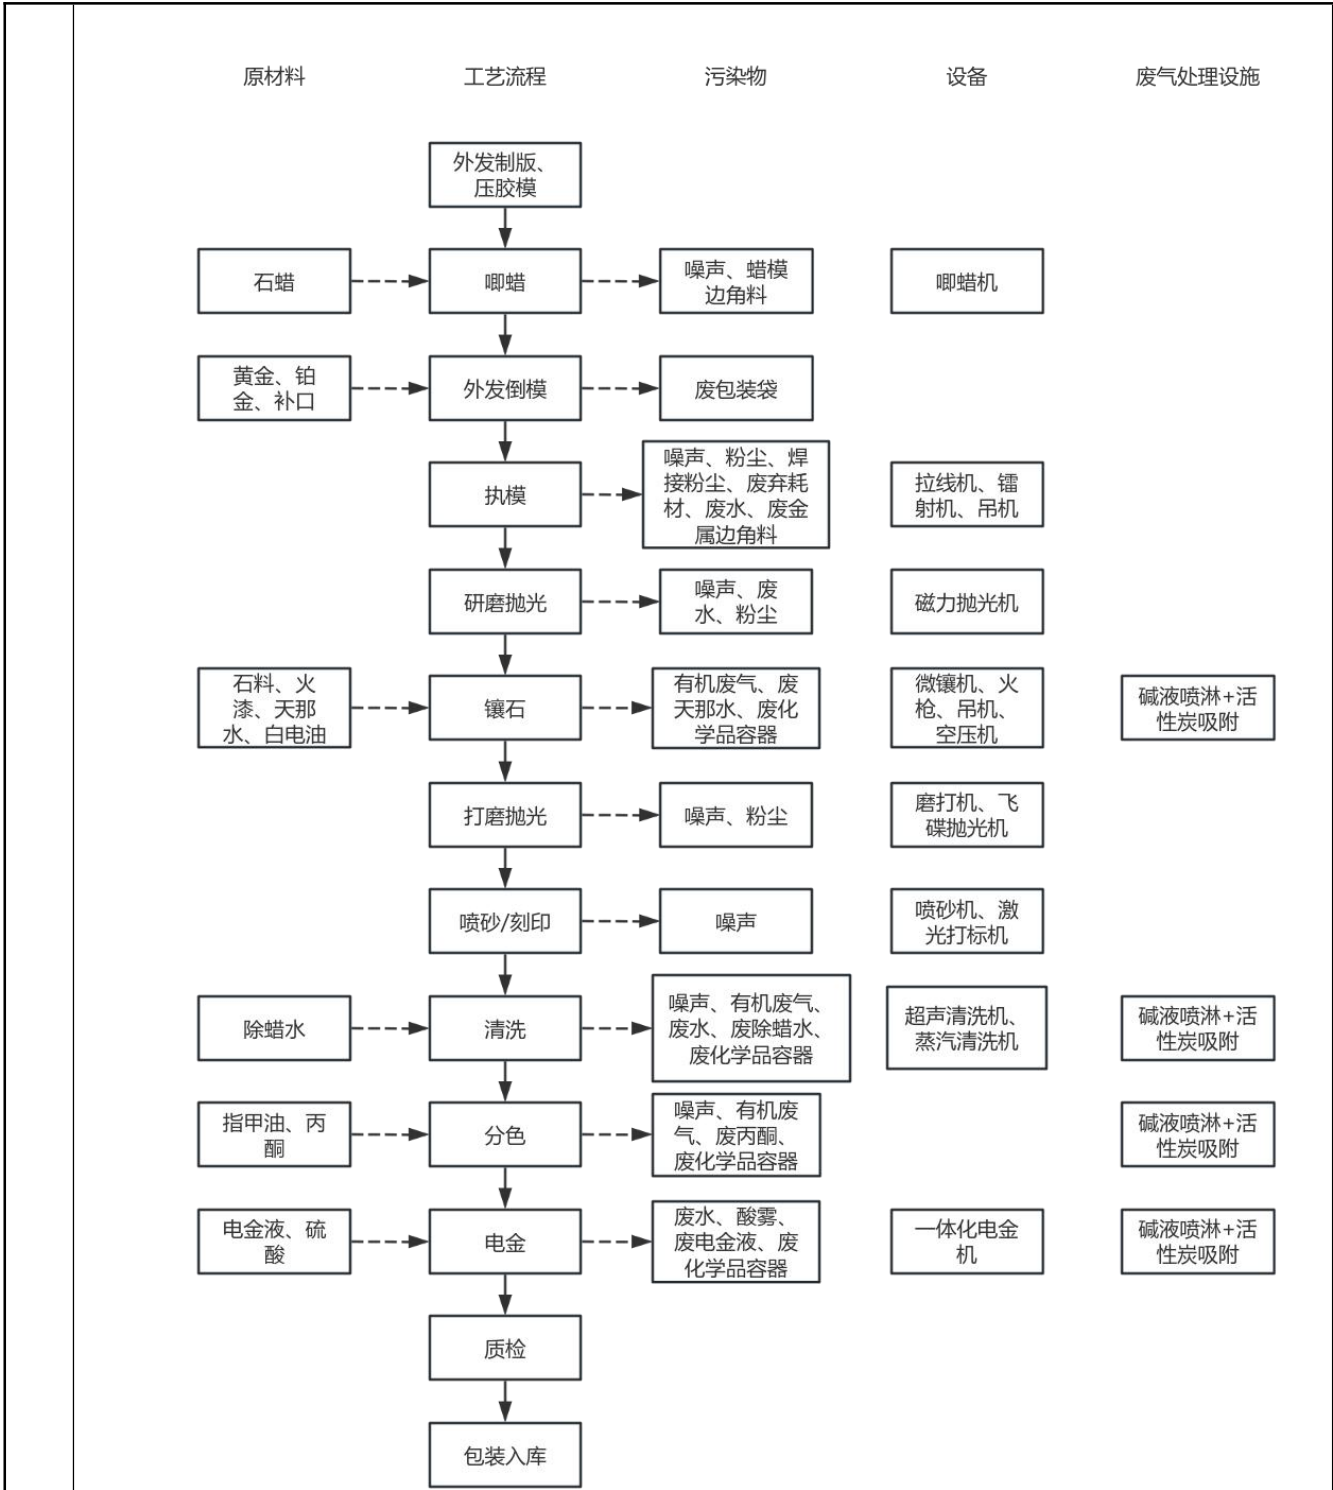 原材料
工艺流程
污染物
设备
废气处理设施
外发制版、
压胶模
石蜡
唧蜡
噪声、蜡模
边角料
唧蜡机
黄金、铂
金、补口
外发倒模
废包装袋
执模
噪声、粉尘、焊
接粉尘、废弃耗
材、废水、废金
属边角料
拉线机、镭
射机、吊机
研磨抛光
噪声、废
水、粉尘
磁力抛光机
石料、火
漆、天那
水、白电油
镶石
有机废气、废
天那水、废化
学品容器
微镶机、火
枪、吊机、
空压机
碱液喷淋+活
性炭吸附
打磨抛光
噪声、粉尘
磨打机、飞
碟抛光机
喷砂/刻印
噪声
喷砂机、激
光打标机
除蜡水
清洗
噪声、有机废气、
废水、废除蜡水、
废化学品容器
超声清洗机、
蒸汽清洗机
碱液喷淋+活
性炭吸附
指甲油、丙
酮
分色
噪声、有机废
气、废丙酮、
废化学品容器
碱液喷淋+活
性炭吸附
电金液、硫
酸
电金
废水、酸雾、
废电金液、废
化学品容器
一体化电金
机
碱液喷淋+活
性炭吸附
质检
包装入库